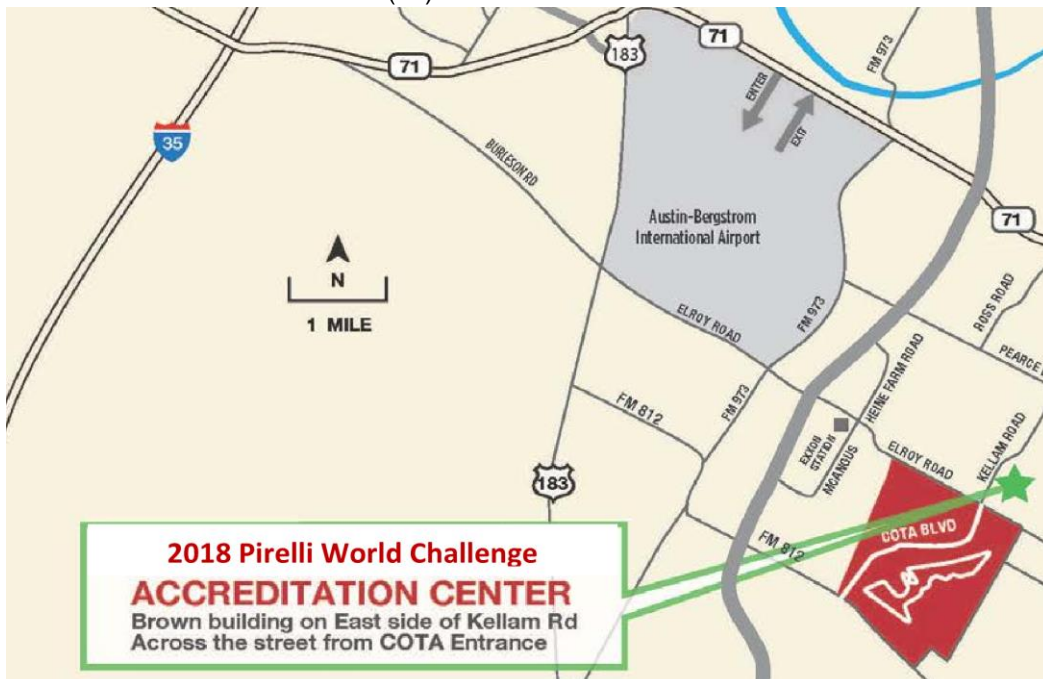 71
183
71
FM 973
ENTER
EXIT
35
BURLESON RD
Austin-Bergstrom
International Airport
71
N
1 MILE
ELROY ROAD
FM 973
ROSS ROAD
PEARCE
FM 812
FM 973
HEINE FARM ROAD
EXXON
STATION
MCANGUS
ELROY ROAD
KELLAM ROAD
183
COTA BLVD
FM 812
2018 Pirelli World Challenge
ACCREDITATION CENTER
Brown building on East side of Kellam Rd
Across the street from COTA Entrance